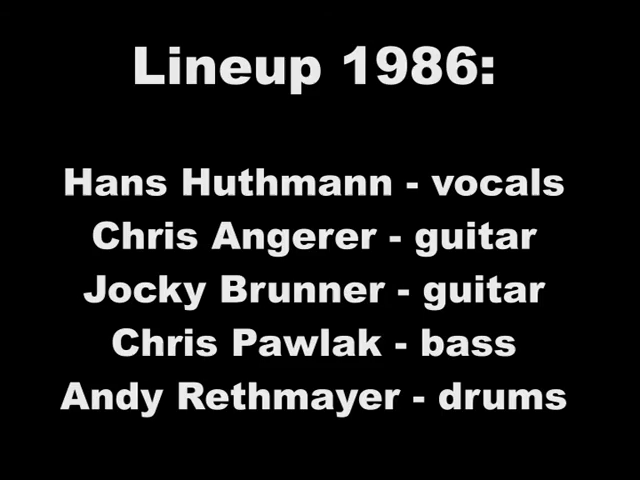 Lineup 1986:
Hans Huthmann - vocals
Chris Angerer - guitar
Jocky Brunner - guitar
Chris Pawlak - bass
Andy Rethmayer - drums